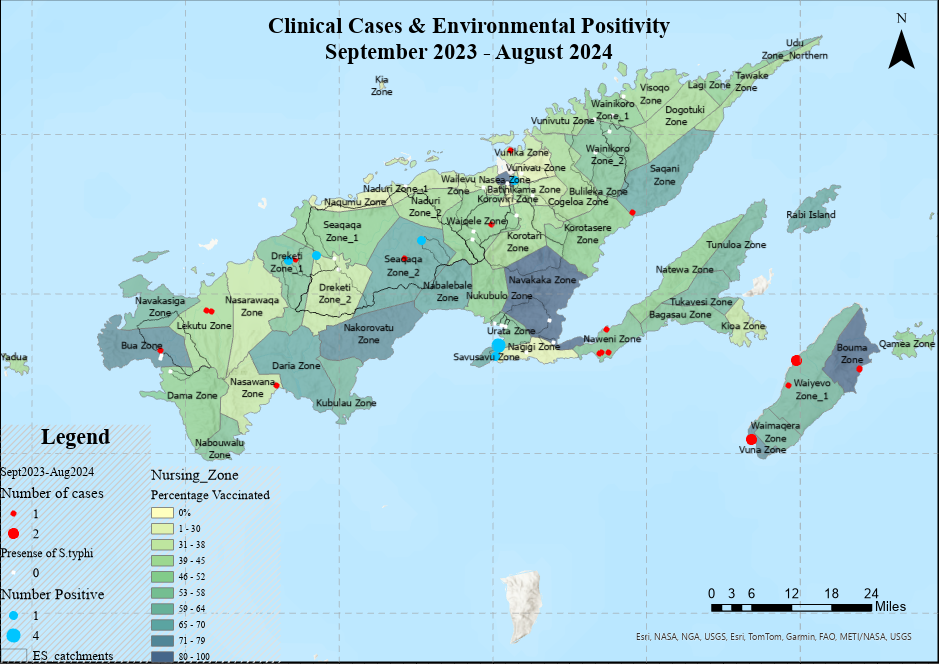 Clinical Cases & Environmental Positivity
September 2023 - August 2024
N
Udu
Zone_Northern
Kia
Zone
Visoqo
Zone
Lagi Zone
Tawake
Zone
Wainikoro
Zone_1
Dogotuki
Zone
Vunivutu Zone
Vunika Zone
Wainikoro
Zone_2
Vunivau Zone
Saqani
Zone
Wailevu
Zone
Nasea Zone
Naduri Zone_1
Batinikama Zone
Bulileka Zone
Naqumu Zone
Naduri
Zone_2
Korowiri Zone
Cogeloa Zone
Rabi Island
Seaqaqa
Zone_1
Waiqele Zone
Korotari
Zone
Korotasere
Zone
Tunuloa Zone
Dreketi
Zone_1
Seaqaqa
Zone_2
Natewa Zone
Navakaka Zone
Dreketi
Zone_2
Nabalebale
Zone
Nukubulo Zone
Navakasiga
Zone
Nasarawaqa
Zone
Tukavesi Zone
Bagasau Zone
Lekutu Zone
Nakorovatu
Zone
Urata Zone
Kioa Zone
Bua Zone
Nagigi Zone
Naweni Zone
Savusavu Zone
Bouma
Zone
Qamea Zone
Yadua
Daria Zone
Nasawana
Zone
Waiyevo
Zone_1
Dama Zone
Kubulau Zone
Waimaqera
Zone
Nabouwalu
Zone
Vuna Zone
Legend
Sept2023-Aug2024
Number of cases
1
2
Presense of S.typhi
0
Number Positive
1
4
ES_catchments
Nursing_Zone
Percentage Vaccinated
0%
1 - 30
31 - 38
39 - 45
46 - 52
53 - 58
59 - 64
65 - 70
71 - 79
80 - 100
0 3 6 12 18 24
Miles
Esri, NASA, NGA, USGS, Esri, TomTom, Garmin, FAO, METI/NASA, USGS